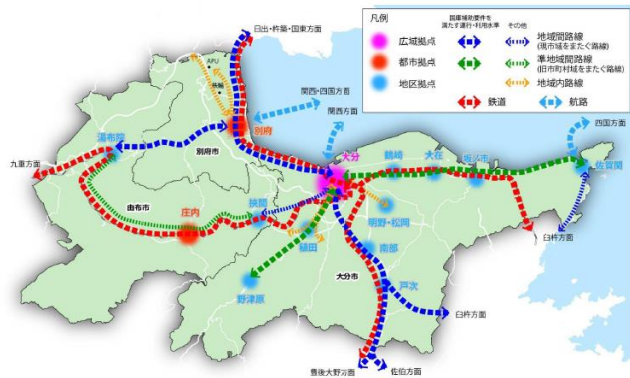 日出・杵築・国東方面
凡例
国庫補助要件を
満たす運行・利用水準
その他
広域拠点
地域間路線
(現市域をまたぐ路線)
都市拠点
準地域間路線
(旧市町村域をまたぐ路線)
地区拠点
地域内路線
鉄道
航路
APU
関西・四国方面
関西方面
四国方面
別府
湯布院
別府市
九重方面
大分
鶴崎
大在
坂ノ市
佐賀関
由布市
庄内
挾間
明野・松岡
稙田
南部
臼杵方面
大分市
野津原
戸次
臼杵方面
豊後大野方面
佐伯方面